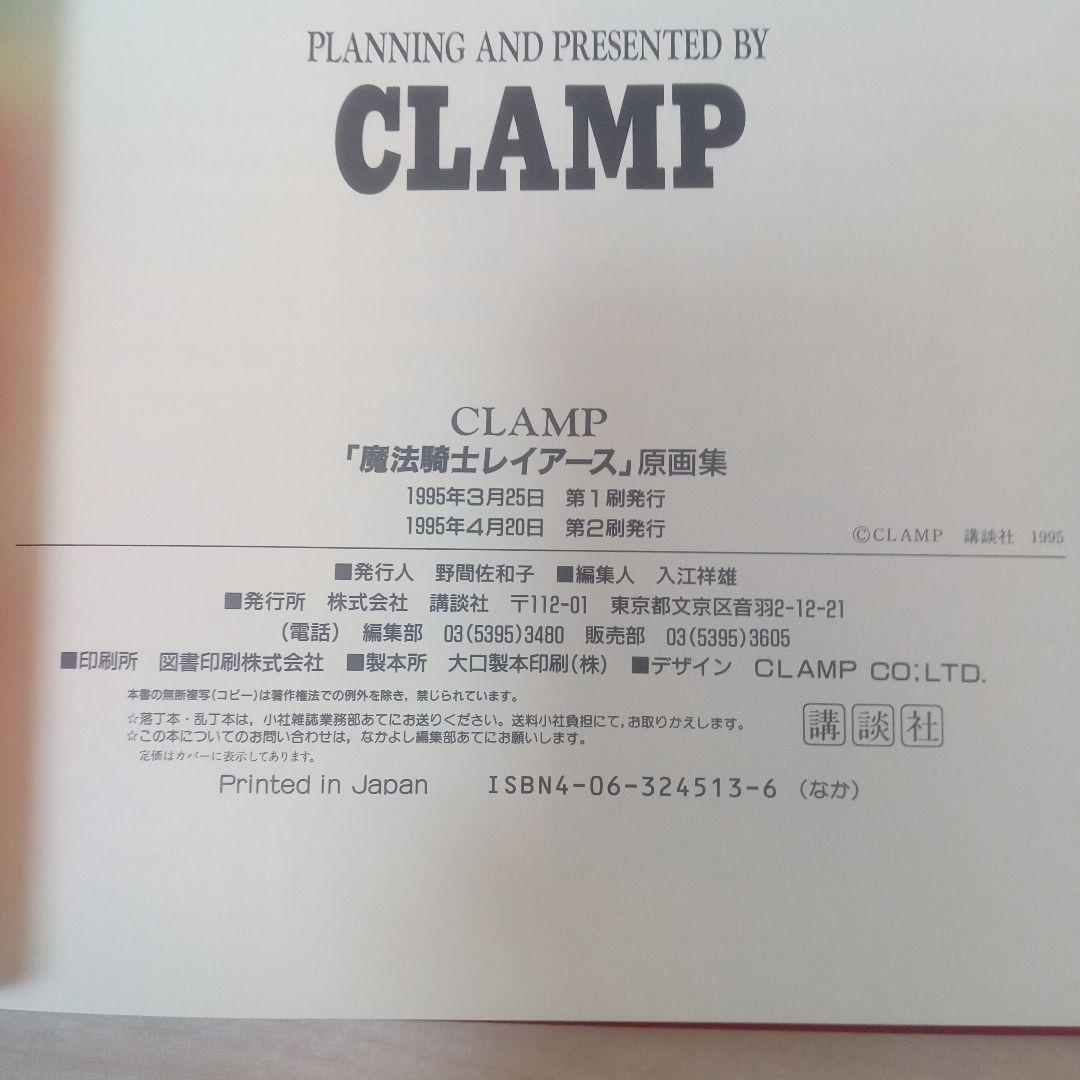 PLANNING AND PRESENTED BY
CLAMP
CLAMP
「魔法騎士レイアース」原画集
1995年3月25日 第1刷発行
1995年4月20日 第2刷発行
©CLAMP 講談社 1995
■発行人 野間佐和子 ■編集人 入江祥雄
■発行所 株式会社 講談社 〒112-01 東京都文京区音羽2-12-21
（電話） 編集部 03(5395)3480 販売部 03(5395)3605
■印刷所 図書印刷株式会社 ■製本所 大口製本印刷(株) ■デザイン CLAMP CO;LTD.
本書の無断複写(コピー)は著作権法での例外を除き，禁じられています。
☆落丁本・乱丁本は，小社雑誌業務部あてにお送りください。送料小社負担にて，お取りかえします。
☆この本についてのお問い合わせは，なかよし編集部あてにお願いします。
定価はカバーに表示してあります。
講談社
Printed in Japan ISBN4-06-324513-6 （なか）